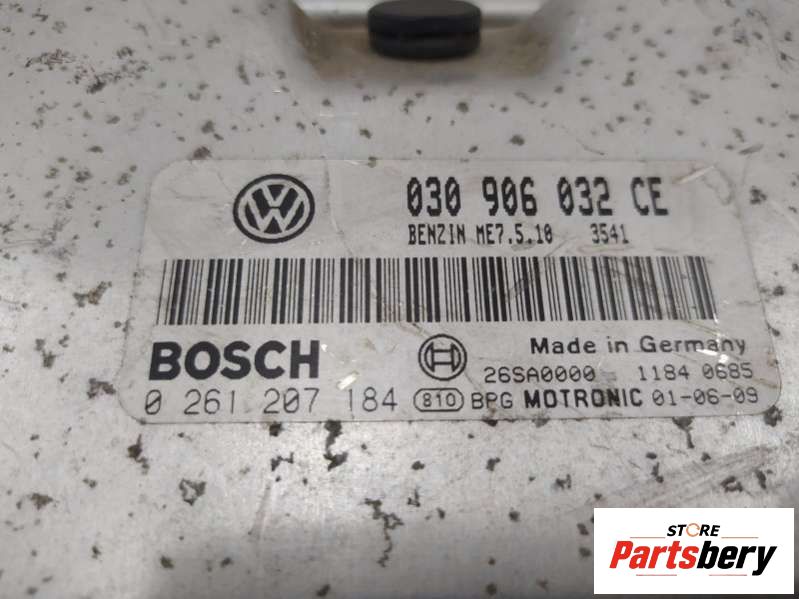 VW
030 906 032 CE
BENZIN ME7.5.10 3541
BOSCH
Made in Germany
26SA0000 1184 0685
0 261 207 184 810 BPG MOTRONIC 01-06-09
STORE
Partsbery